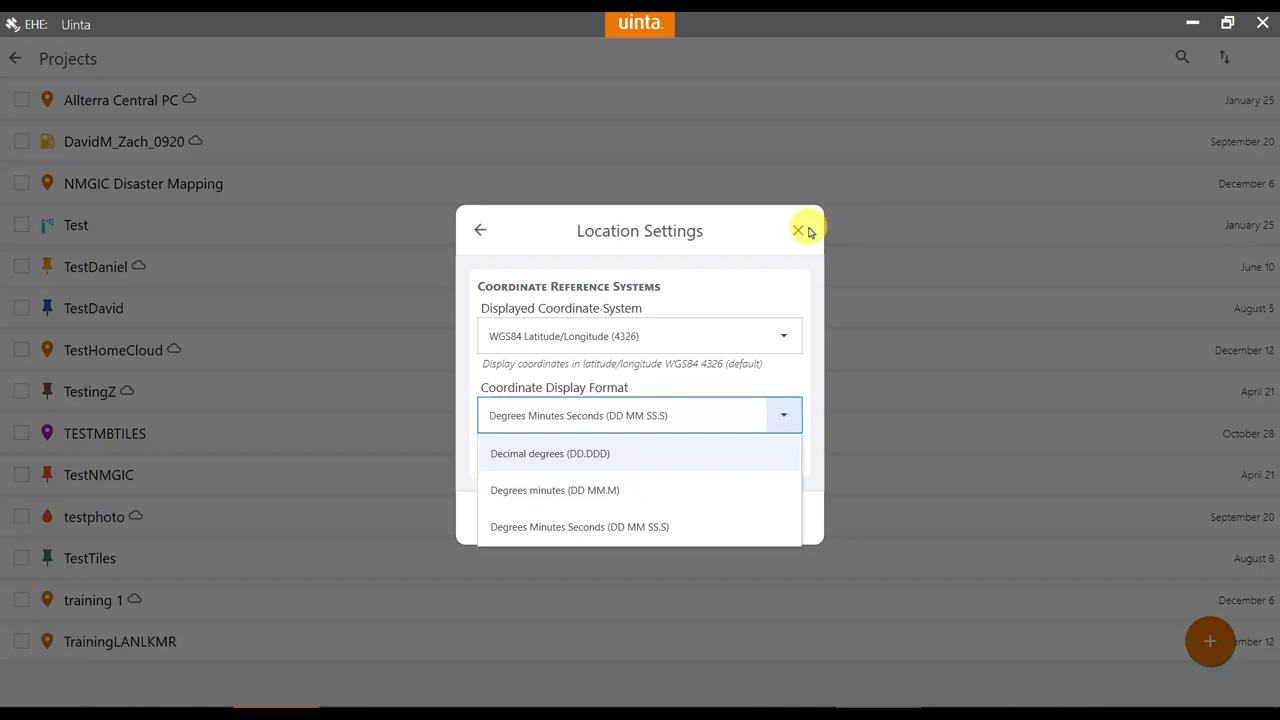 EHE: Uinta
uinta.
Projects
Allterra Central PC
January 25
DavidM_Zach_0920
September 20
NMGIC Disaster Mapping
December 6
Test
January 25
TestDaniel
June 10
TestDavid
August 5
TestHomeCloud
December 12
TestingZ
April 21
TESTMBTILES
October 28
TestNMGIC
April 21
testphoto
September 20
TestTiles
August 8
training 1
December 6
TrainingLANLKMR
ember 12
Location Settings
COORDINATE REFERENCE SYSTEMS
Displayed Coordinate System
WGS84 Latitude/Longitude (4326)
Display coordinates in latitude/longitude WGS84 4326 (default)
Coordinate Display Format
Degrees Minutes Seconds (DD MM SS.S)
Decimal degrees (DD.DDD)
Degrees minutes (DD MM.M)
Degrees Minutes Seconds (DD MM SS.S)